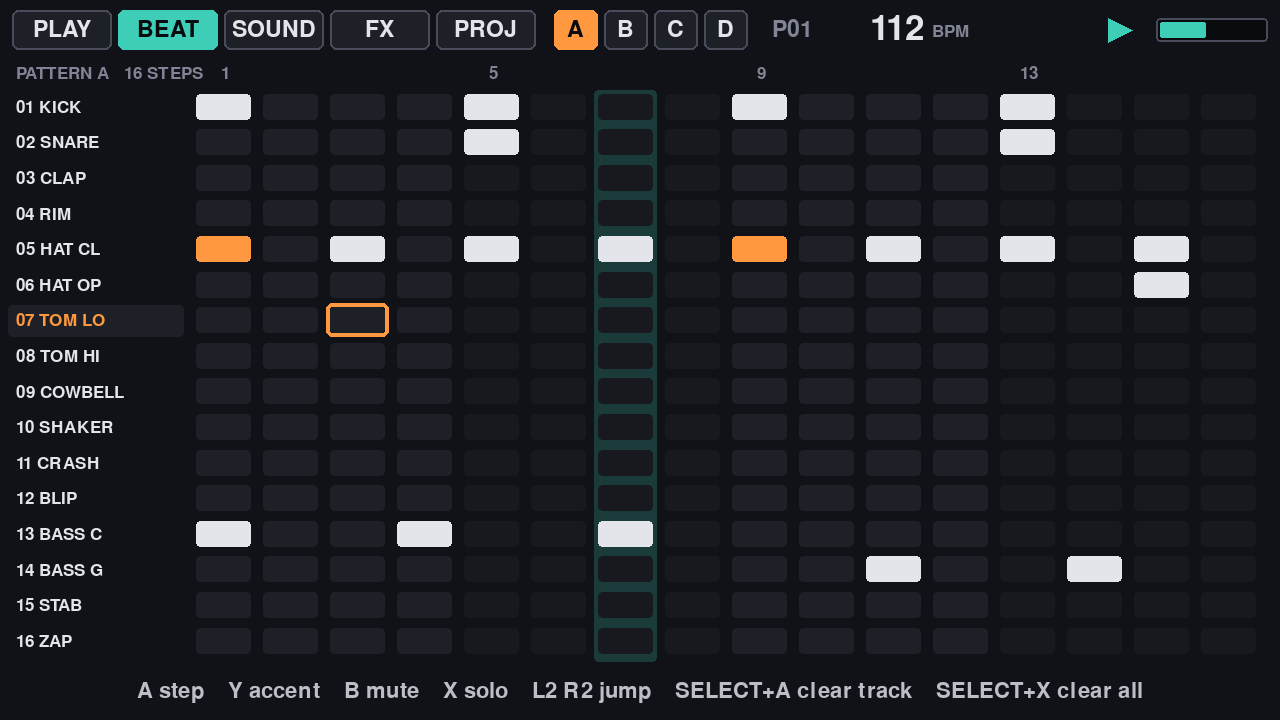 PLAY BEAT SOUND FX PROJ A B C D P01 112 BPM
PATTERN A 16 STEPS 1 5 9 13
01 KICK
02 SNARE
03 CLAP
04 RIM
05 HAT CL
06 HAT OP
07 TOM LO
08 TOM HI
09 COWBELL
10 SHAKER
11 CRASH
12 BLIP
13 BASS C
14 BASS G
15 STAB
16 ZAP
A step Y accent B mute X solo L2 R2 jump SELECT+A clear track SELECT+X clear all